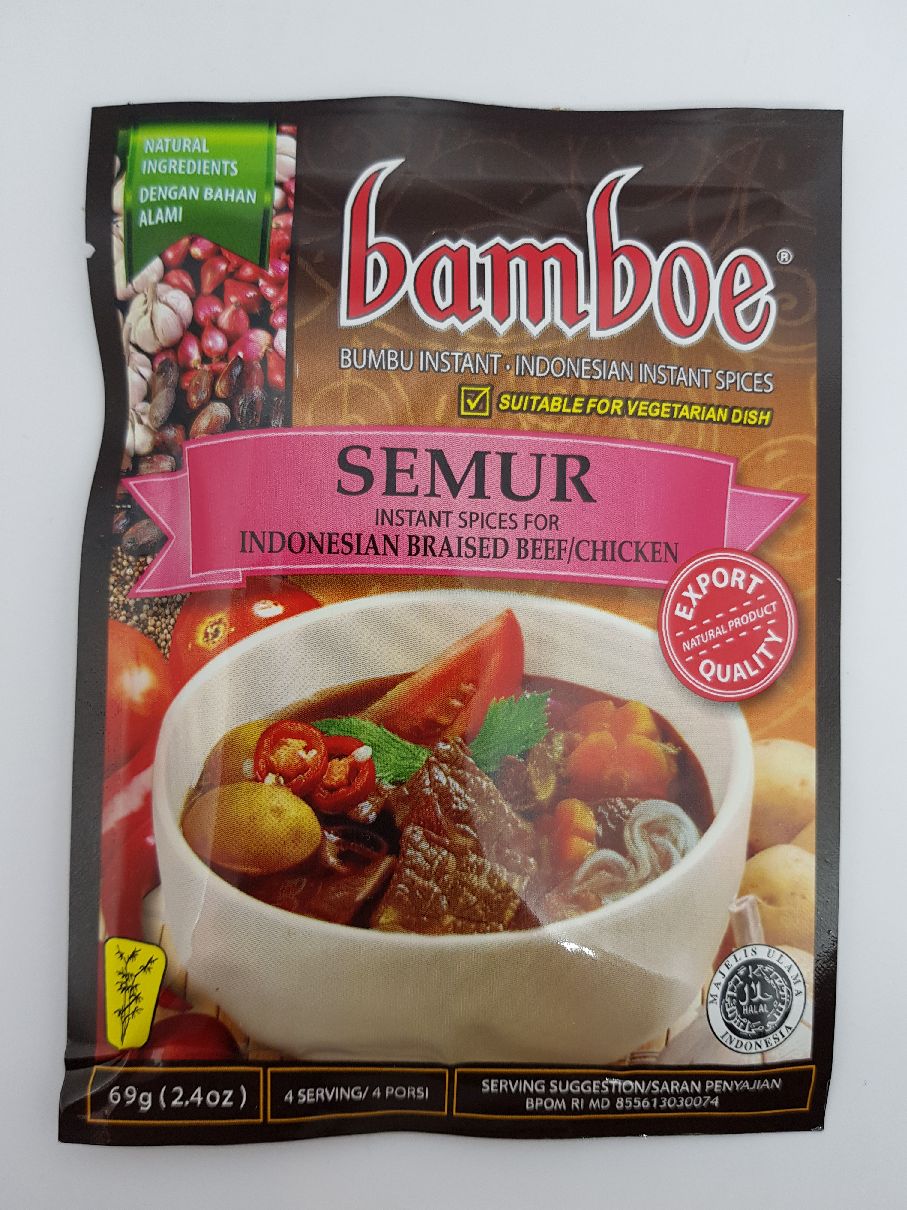 NATURAL
INGREDIENTS
DENGAN BAHAN
ALAMI
bamboe®
BUMBU INSTANT · INDONESIAN INSTANT SPICES
SUITABLE FOR VEGETARIAN DISH
SEMUR
INSTANT SPICES FOR
INDONESIAN BRAISED BEEF/CHICKEN
EXPORT
NATURAL PRODUCT
QUALITY
MAJELIS ULAMA
حلال
HALAL
INDONESIA
69g (2,4oz)
4 SERVING/ 4 PORSI
SERVING SUGGESTION/SARAN PENYAJIAN
BPOM RI MD 855613030074